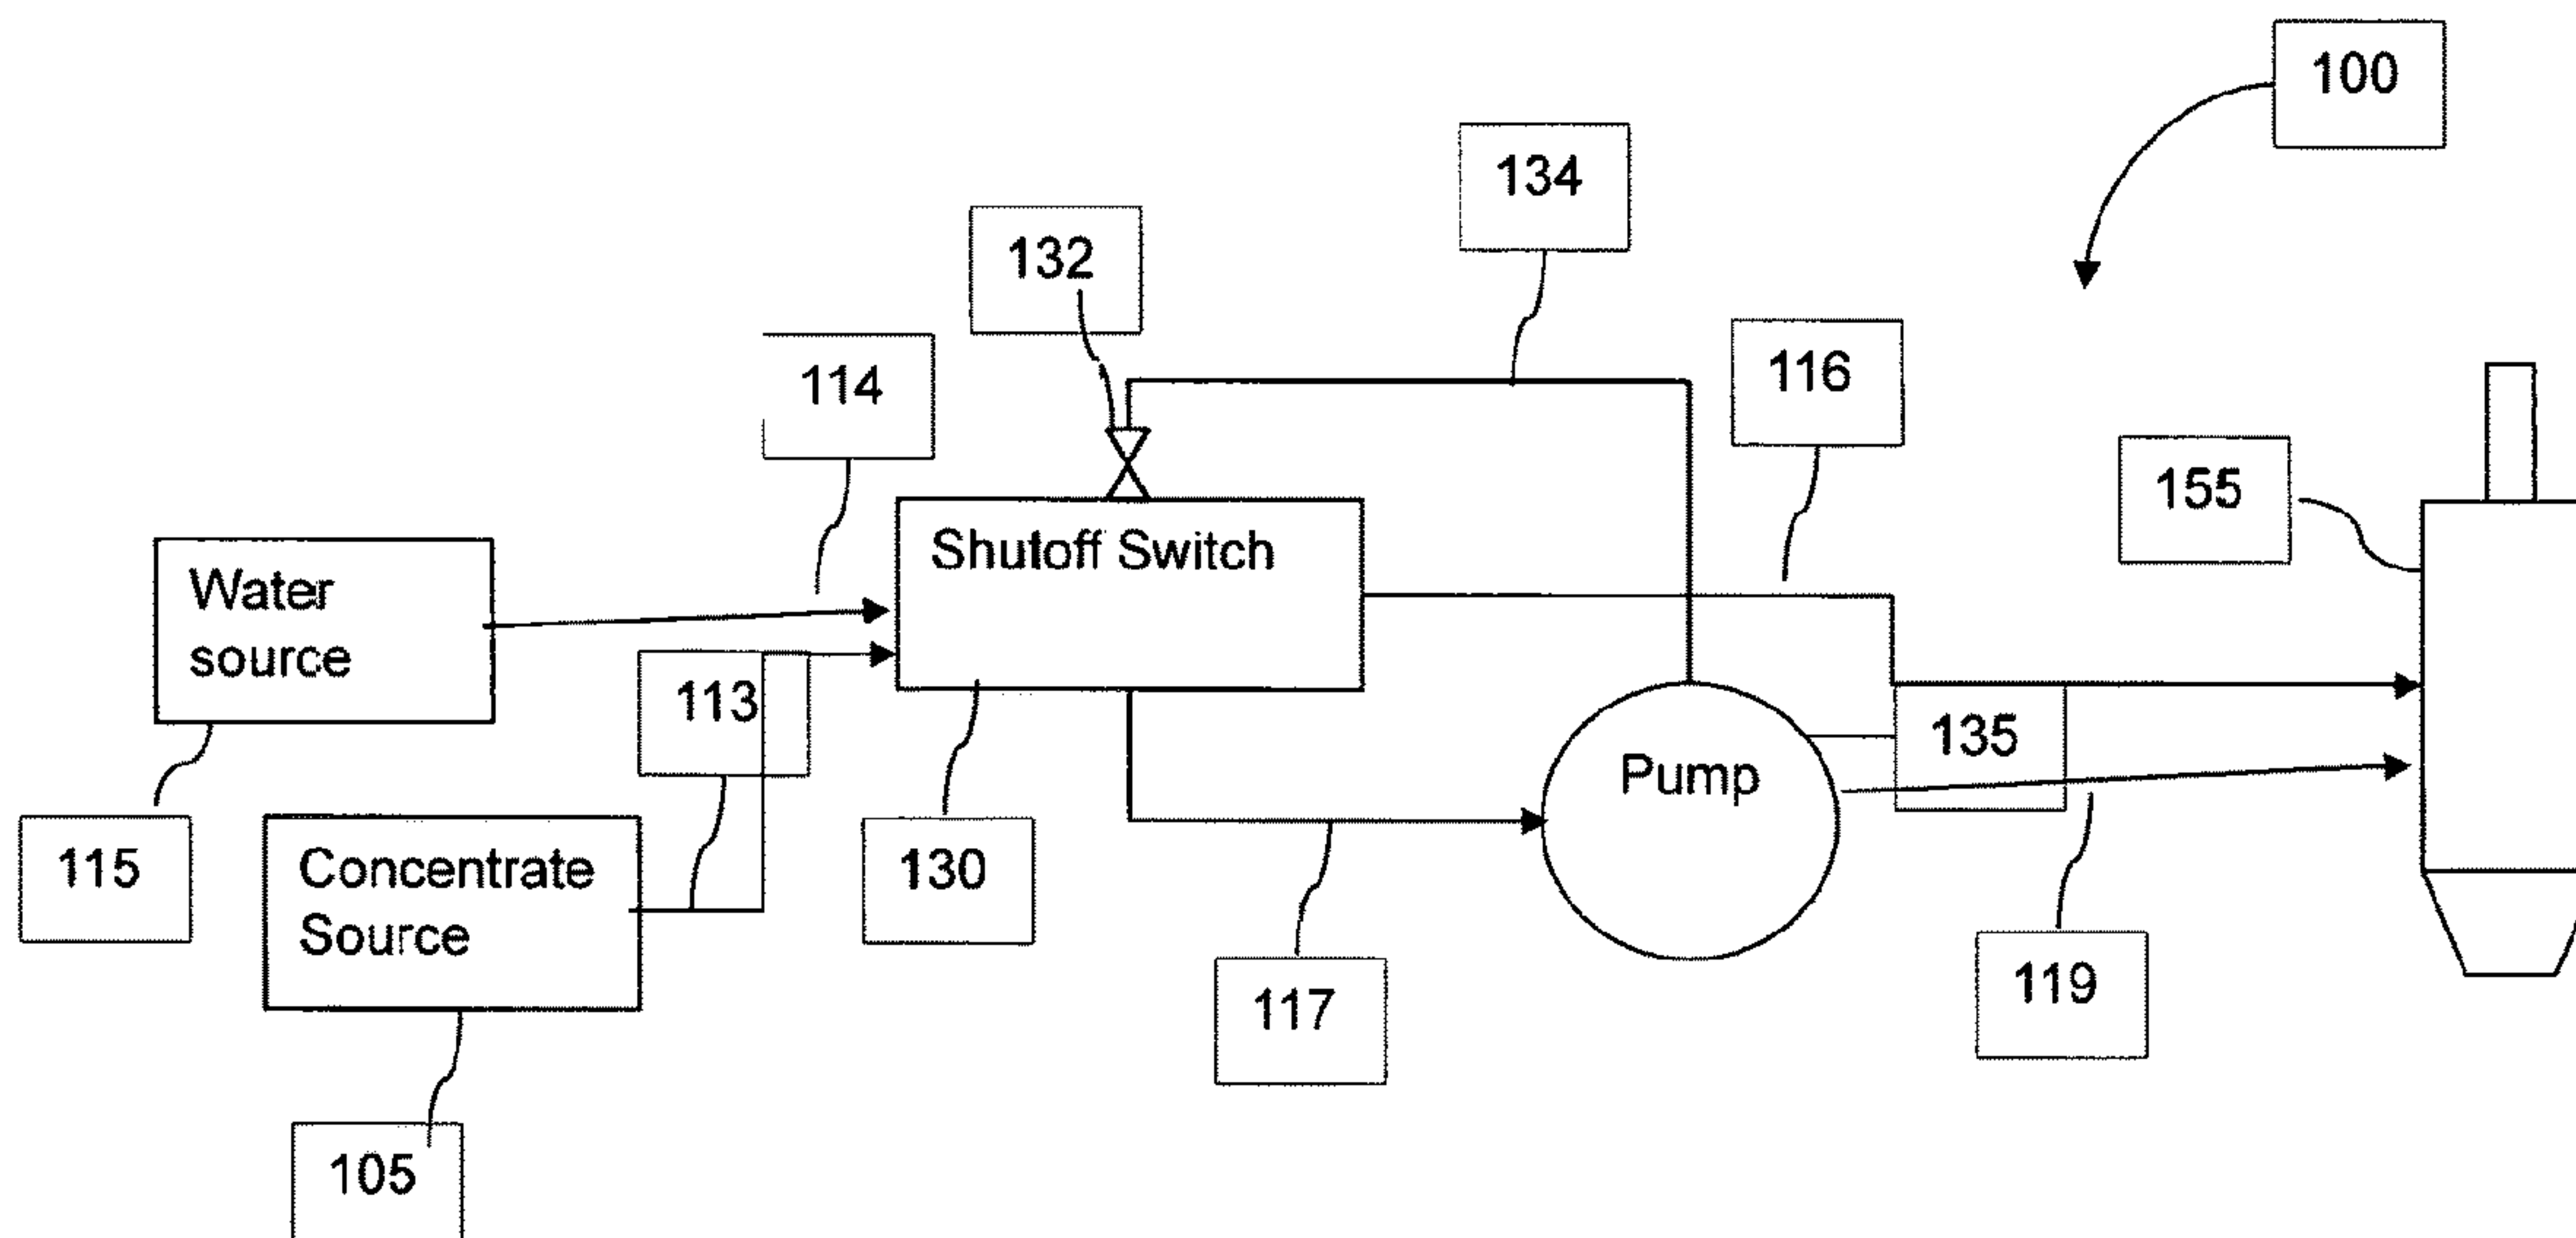 100
134
132
116
114
155
Shutoff Switch
Water
source
113
135
Pump
115
Concentrate
Source
130
119
117
105